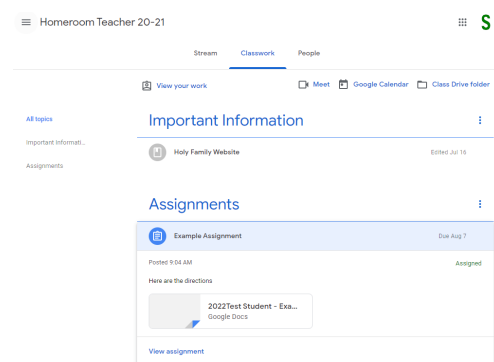 Homeroom Teacher 20-21
S
Stream Classwork People
View your work Meet Google Calendar Class Drive folder
All topics
Important Informati...
Assignments
Important Information
Holy Family Website Edited Jul 16
Assignments
Example Assignment Due Aug 7
Posted 9:04 AM Assigned
Here are the directions
2022Test Student - Exa...
Google Docs
View assignment